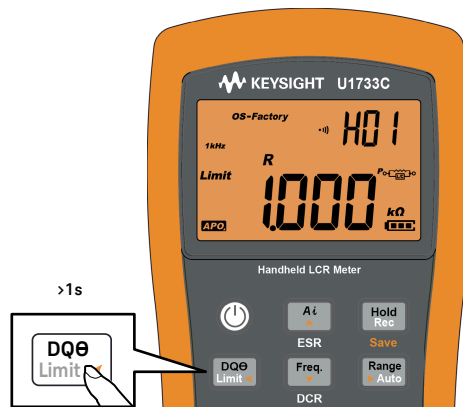 KEYSIGHT U1733C
OS-Factory
H01
1kHz
R
Limit
P
1.000
kΩ
APO
Handheld LCR Meter
>1s
Ai
Hold
Rec
ESR
Save
DQθ
Limit
DQθ
Limit
Freq.
Range
Auto
DCR